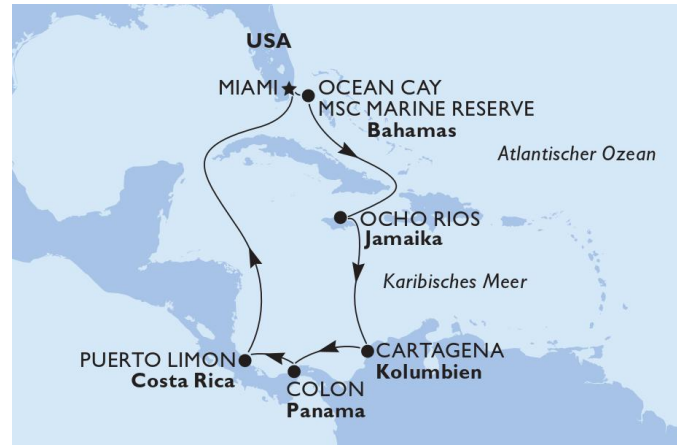 USA
MIAMI
OCEAN CAY
MSC MARINE RESERVE
Bahamas
Atlantischer Ozean
OCHO RIOS
Jamaika
Karibisches Meer
CARTAGENA
Kolumbien
PUERTO LIMON
Costa Rica
COLON
Panama